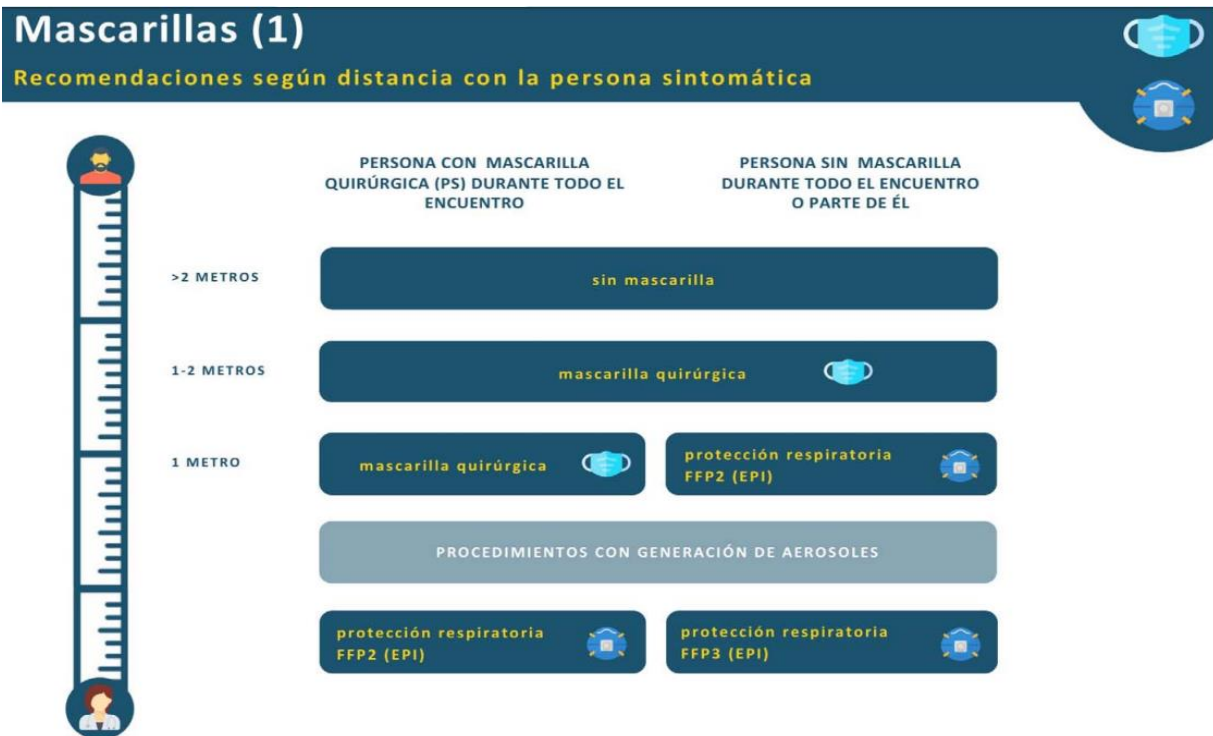 Mascarillas (1)
Recomendaciones según distancia con la persona sintomática
PERSONA CON MASCARILLA
QUIRÚRGICA (PS) DURANTE TODO EL
ENCUENTRO
PERSONA SIN MASCARILLA
DURANTE TODO EL ENCUENTRO
O PARTE DE ÉL
>2 METROS
sin mascarilla
1-2 METROS
mascarilla quirúrgica
1 METRO
mascarilla quirúrgica
protección respiratoria
FFP2 (EPI)
PROCEDIMIENTOS CON GENERACIÓN DE AEROSOLES
protección respiratoria
FFP2 (EPI)
protección respiratoria
FFP3 (EPI)